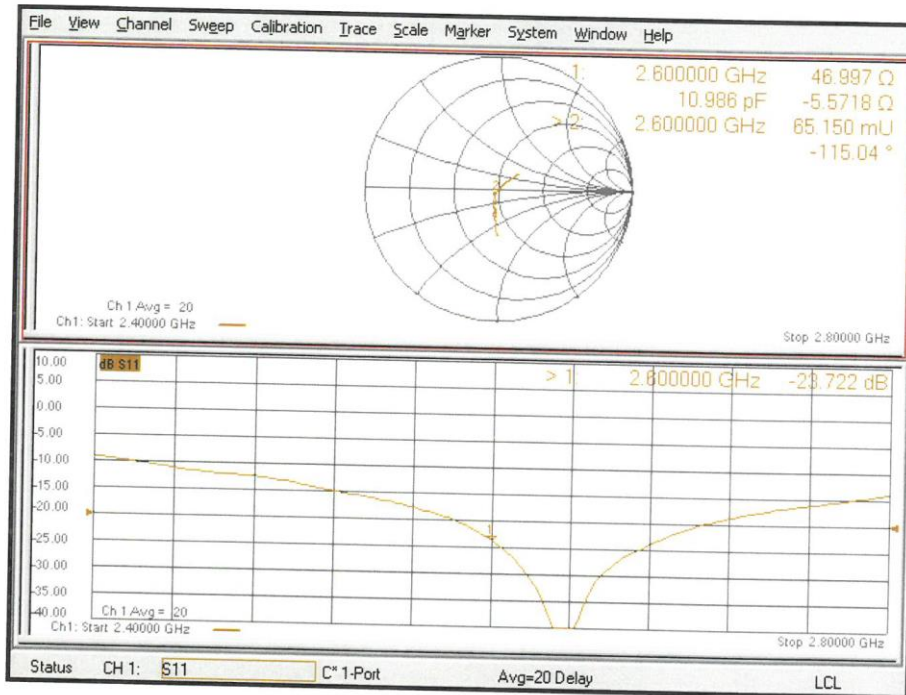 File View Channel Sweep Calibration Trace Scale Marker System Window Help
1: 2.600000 GHz 46.997 Ω
10.986 pF -5.5718 Ω
> 2: 2.600000 GHz 65.150 mU
-115.04 °
Ch 1 Avg = 20
Ch1: Start 2.40000 GHz
Stop 2.80000 GHz
10.00
dB S11
> 1: 2.600000 GHz -23.722 dB
5.00
0.00
-5.00
-10.00
-15.00
-20.00
-25.00
-30.00
-35.00
-40.00
1
Ch 1 Avg = 20
Ch1: Start 2.40000 GHz
Stop 2.80000 GHz
Status CH 1: S11 C* 1-Port Avg=20 Delay LCL